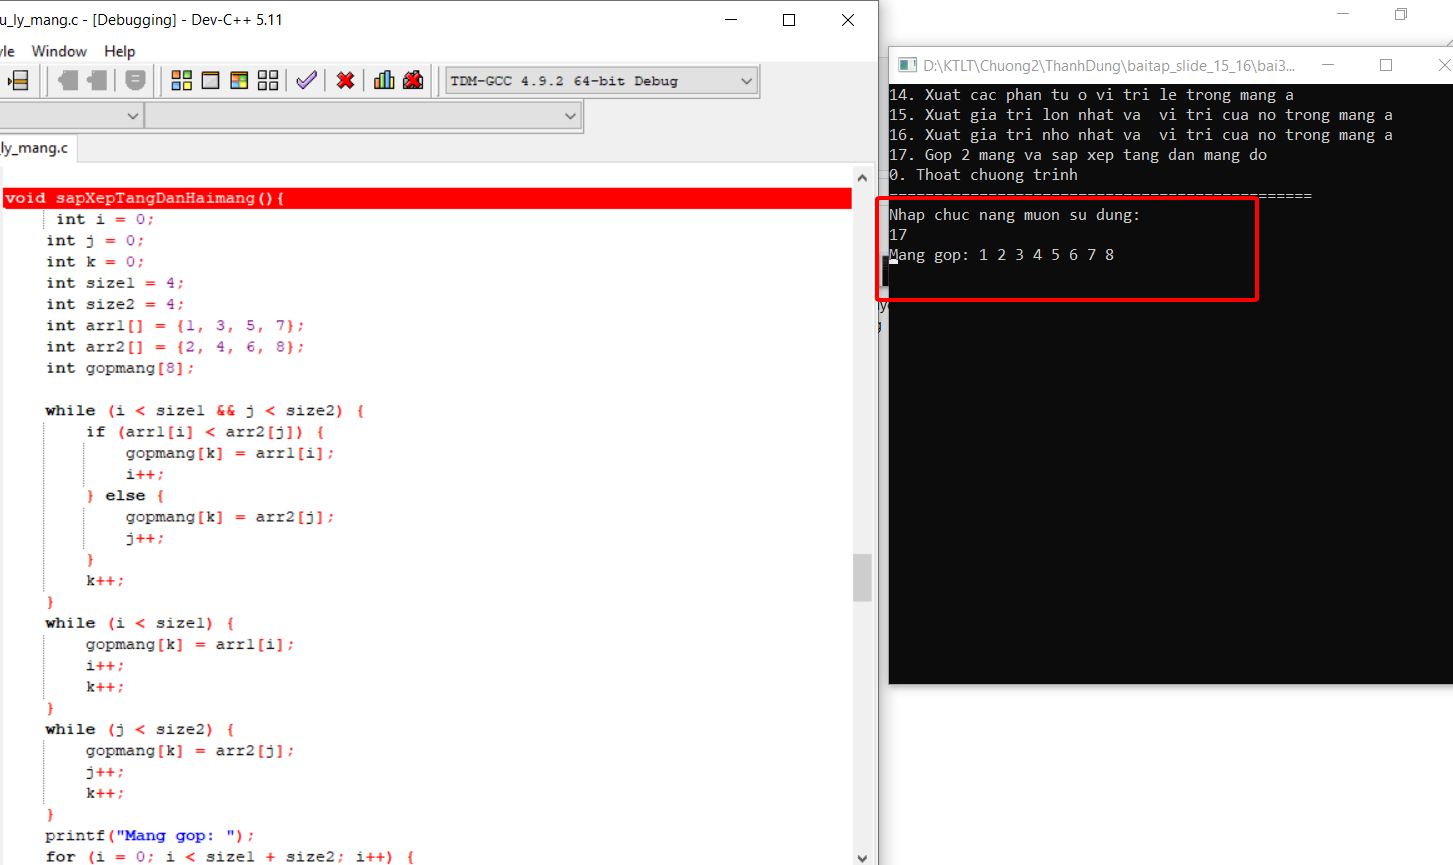 u_ly_mang.c - [Debugging] - Dev-C++ 5.11
yle Window Help
TDM-GCC 4.9.2 64-bit Debug
_ly_mang.c
void sapXepTangDanHaimang(){
int i = 0;
int j = 0;
int k = 0;
int size1 = 4;
int size2 = 4;
int arr1[] = {1, 3, 5, 7};
int arr2[] = {2, 4, 6, 8};
int gopmang[8];
while (i < size1 && j < size2) {
if (arr1[i] < arr2[j]) {
gopmang[k] = arr1[i];
i++;
} else {
gopmang[k] = arr2[j];
j++;
}
k++;
}
while (i < size1) {
gopmang[k] = arr1[i];
i++;
k++;
}
while (j < size2) {
gopmang[k] = arr2[j];
j++;
k++;
}
printf("Mang gop: ");
for (i = 0; i < size1 + size2; i++) {
D:\KTLT\Chuong2\ThanhDung\baitap_slide_15_16\bai3...
14. Xuat cac phan tu o vi tri le trong mang a
15. Xuat gia tri lon nhat va  vi tri cua no trong mang a
16. Xuat gia tri nho nhat va  vi tri cua no trong mang a
17. Gop 2 mang va sap xep tang dan mang do
0. Thoat chuong trinh
===============================================
Nhap chuc nang muon su dung:
17
Mang gop: 1 2 3 4 5 6 7 8